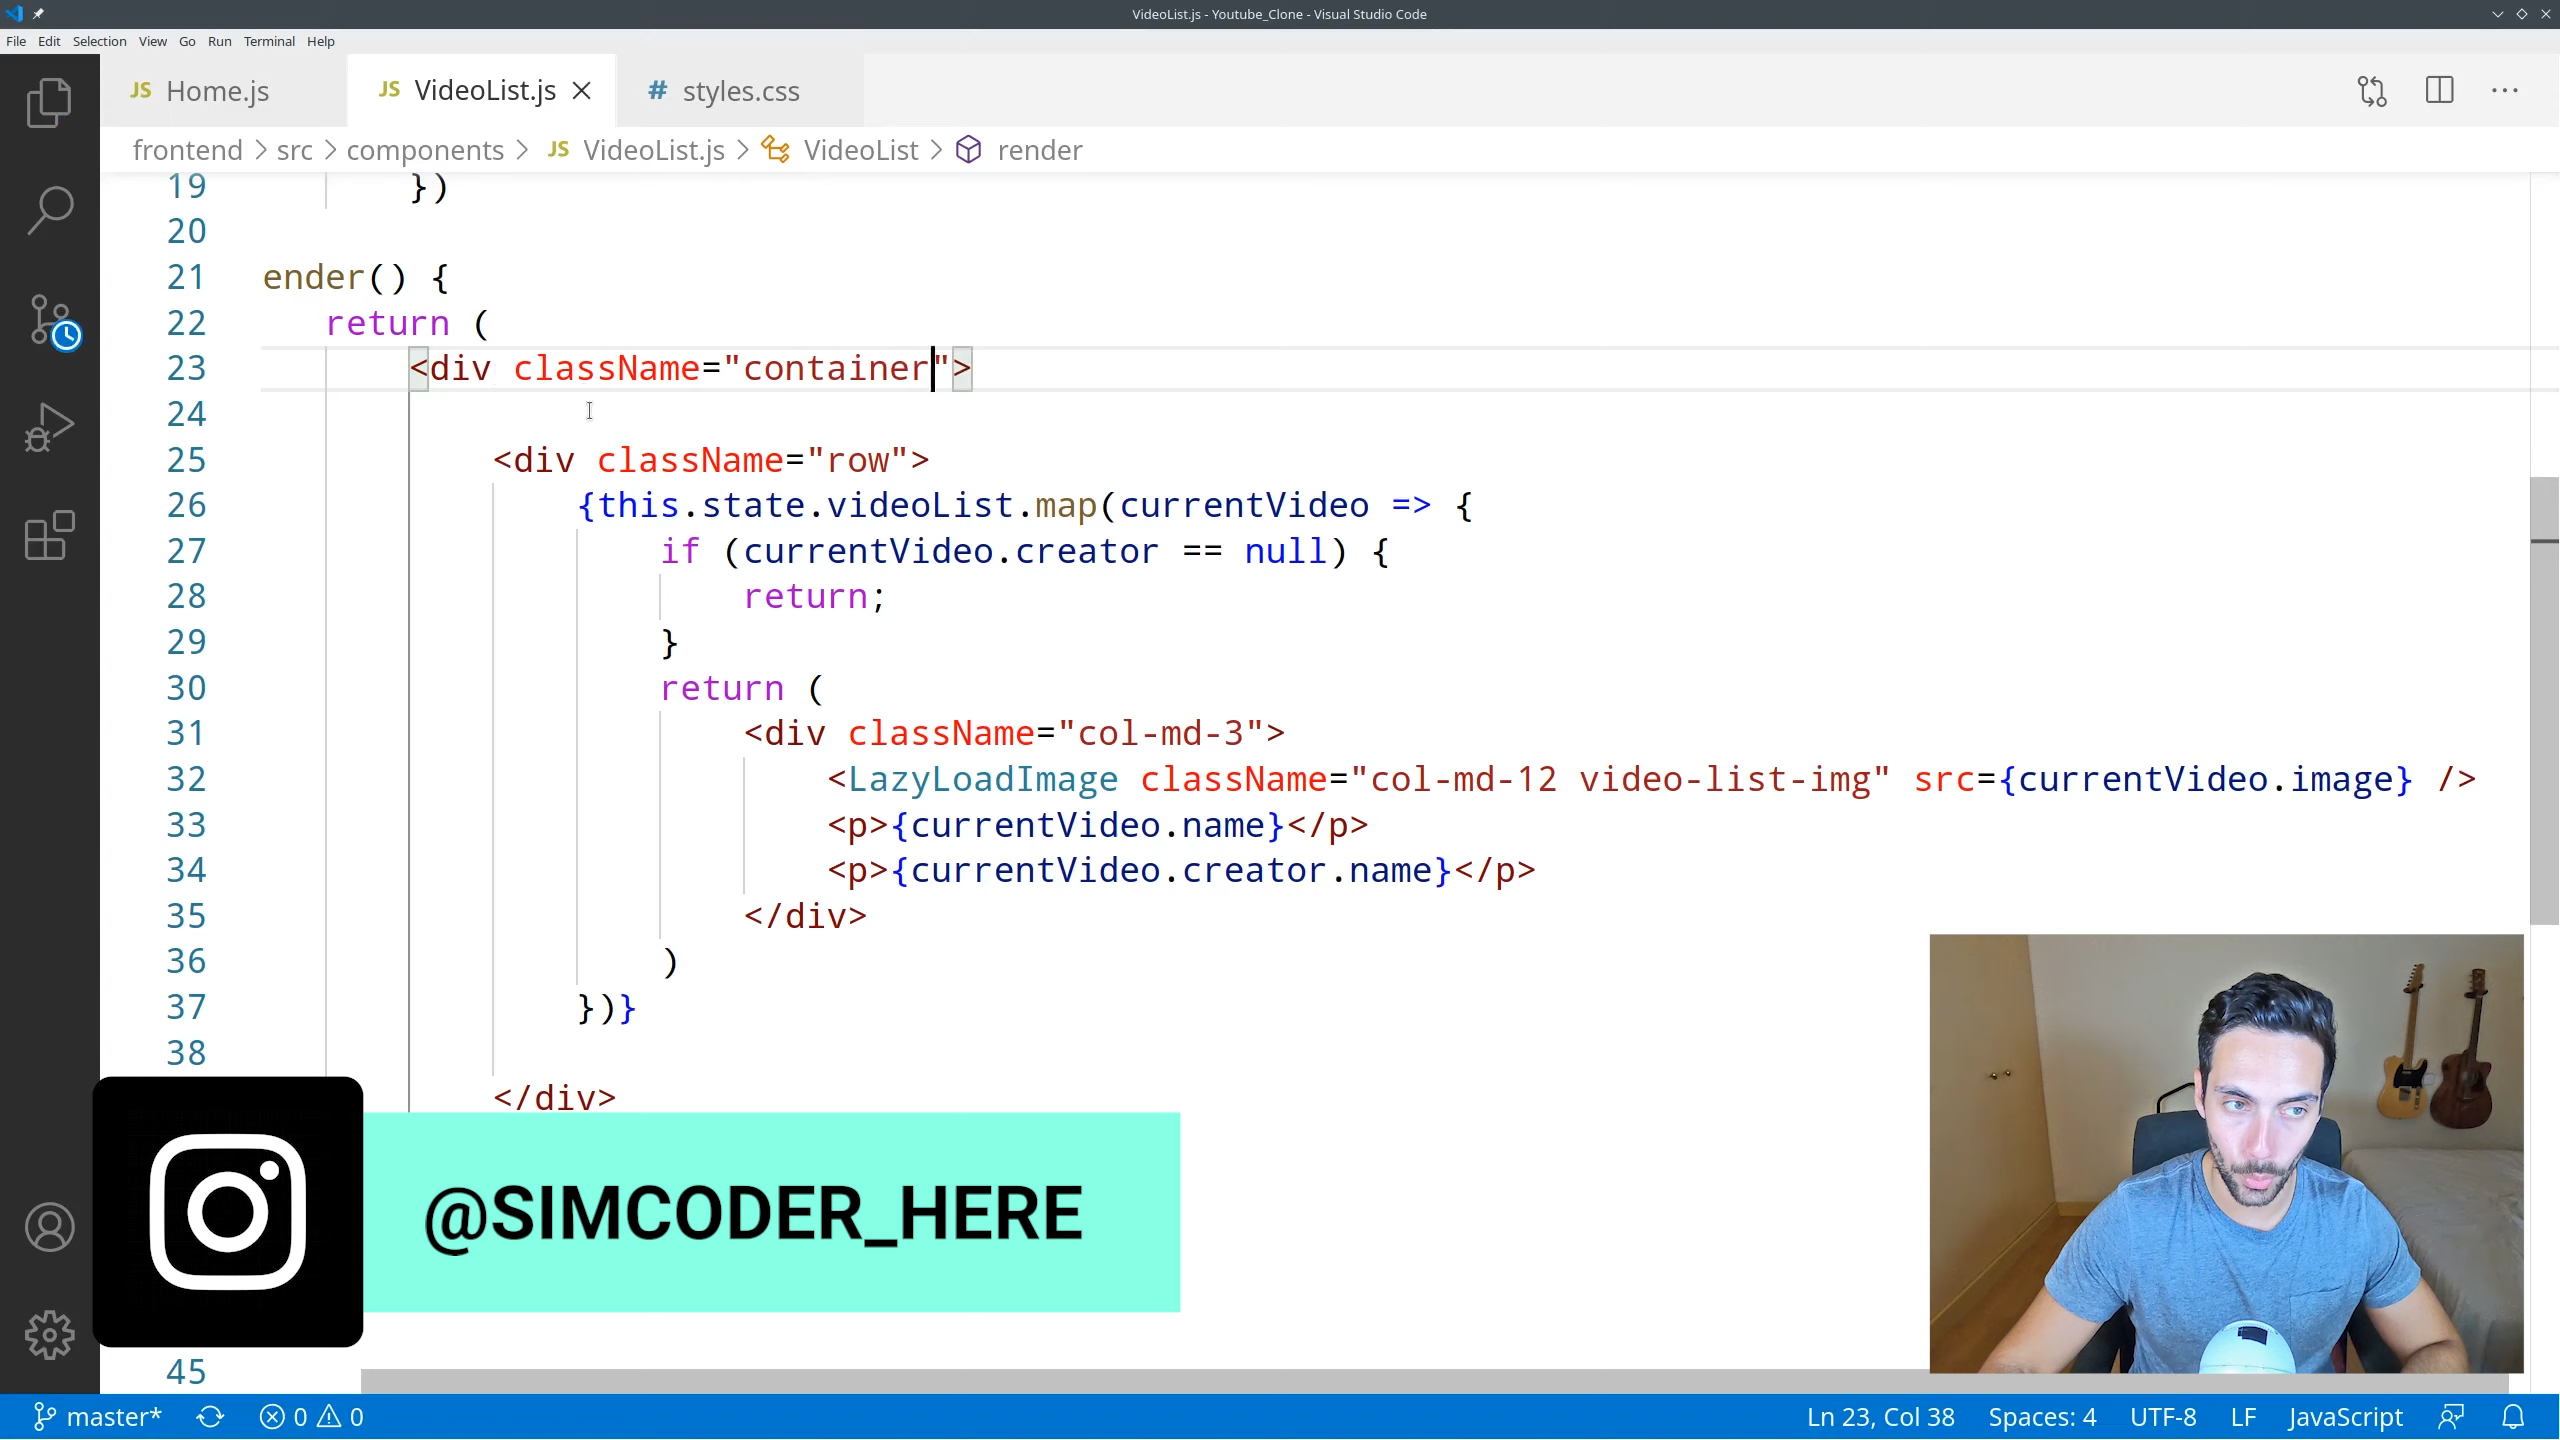 VideoList.js - Youtube_Clone - Visual Studio Code
File Edit Selection View Go Run Terminal Help
JS Home.js JS VideoList.js # styles.css
frontend > src > components > JS VideoList.js > VideoList > render
19 })
20
21 ender() {
22 return (
23 <div className="container">
24
25 <div className="row">
26 {this.state.videoList.map(currentVideo => {
27 if (currentVideo.creator == null) {
28 return;
29 }
30 return (
31 <div className="col-md-3">
32 <LazyLoadImage className="col-md-12 video-list-img" src={currentVideo.image} />
33 <p>{currentVideo.name}</p>
34 <p>{currentVideo.creator.name}</p>
35 </div>
36 )
37 })}
38
</div>
@SIMCODER_HERE
45
master* 0 0 Ln 23, Col 38 Spaces: 4 UTF-8 LF JavaScript